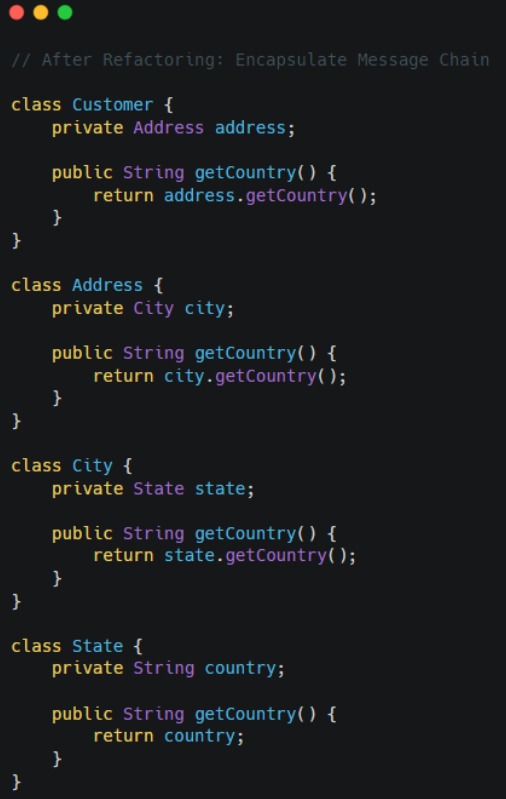 // After Refactoring: Encapsulate Message Chain
class Customer {
    private Address address;
    public String getCountry() {
        return address.getCountry();
    }
}
class Address {
    private City city;
    public String getCountry() {
        return city.getCountry();
    }
}
class City {
    private State state;
    public String getCountry() {
        return state.getCountry();
    }
}
class State {
    private String country;
    public String getCountry() {
        return country;
    }
}